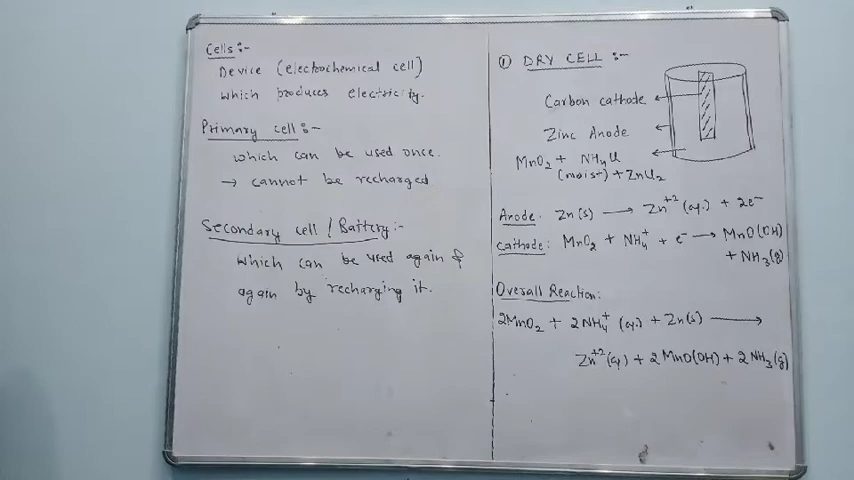 Cells:-
Device (electrochemical cell)
which produces electricity.
Primary cell:-
which can be used once.
→ cannot be recharged
Secondary cell / Battery:-
which can be used again &
again by recharging it.
① DRY CELL :-
Carbon cathode
Zinc Anode
MnO₂ + NH₄Cl
(moist) + ZnCl₂
Anode: Zn(s) → Zn⁺² (aq.) + 2e⁻
Cathode: MnO₂ + NH₄⁺ + e⁻ → MnO(OH)
+ NH₃(g)
Overall Reaction:
2MnO₂ + 2NH₄⁺ (aq.) + Zn(s) →
Zn⁺² (aq) + 2 MnO(OH) + 2 NH₃(g)